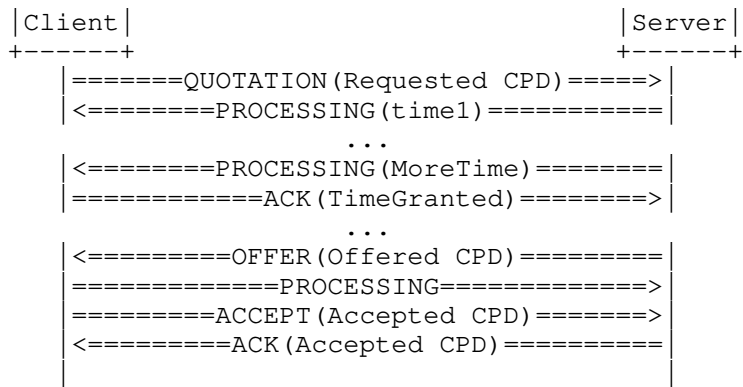 |Client|                              |Server|
+------+                              +------+
   |=======QUOTATION(Requested CPD)=====>|
   |<========PROCESSING(time1)===========|
                    ...
   |<========PROCESSING(MoreTime)========|
   |============ACK(TimeGranted)========>|
                    ...
   |<=========OFFER(Offered CPD)=========|
   |=============PROCESSING=============>|
   |=========ACCEPT(Accepted CPD)=======>|
   |<=========ACK(Accepted CPD)==========|
   |                                     |